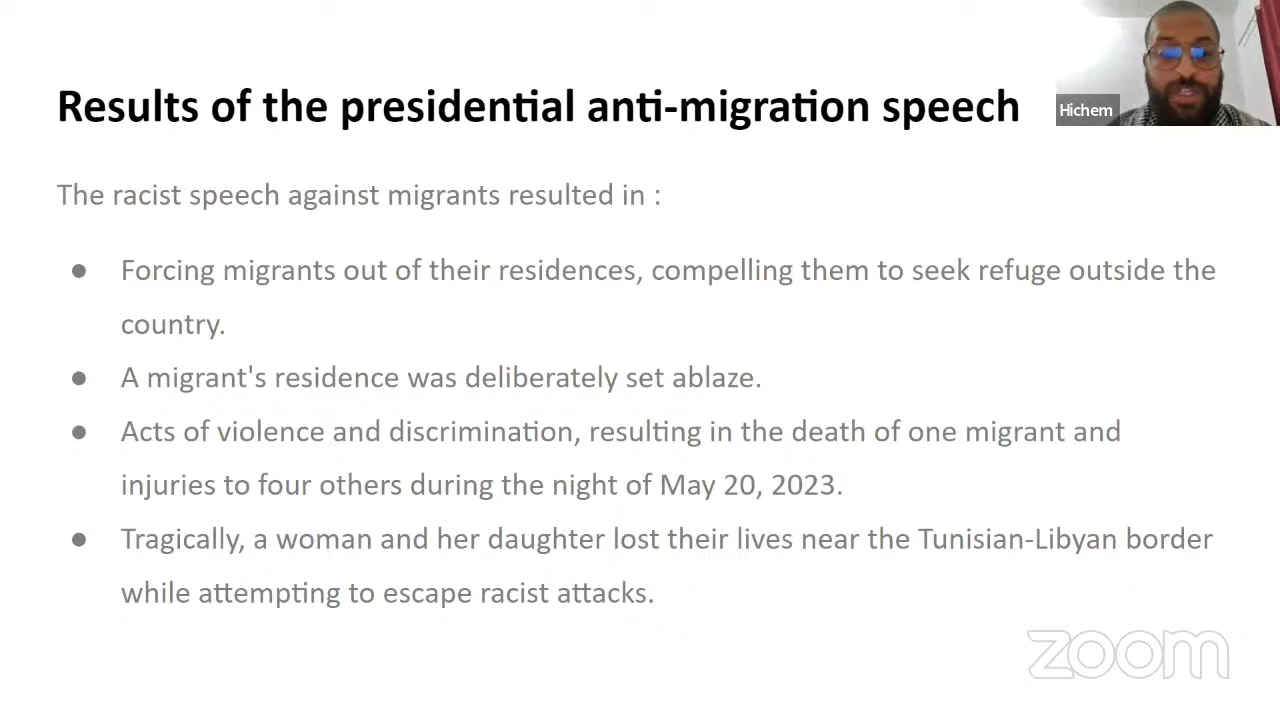 Results of the presidential anti-migration speech
Hichem
The racist speech against migrants resulted in :
● Forcing migrants out of their residences, compelling them to seek refuge outside the
country.
● A migrant's residence was deliberately set ablaze.
● Acts of violence and discrimination, resulting in the death of one migrant and
injuries to four others during the night of May 20, 2023.
● Tragically, a woman and her daughter lost their lives near the Tunisian-Libyan border
while attempting to escape racist attacks.
zoom